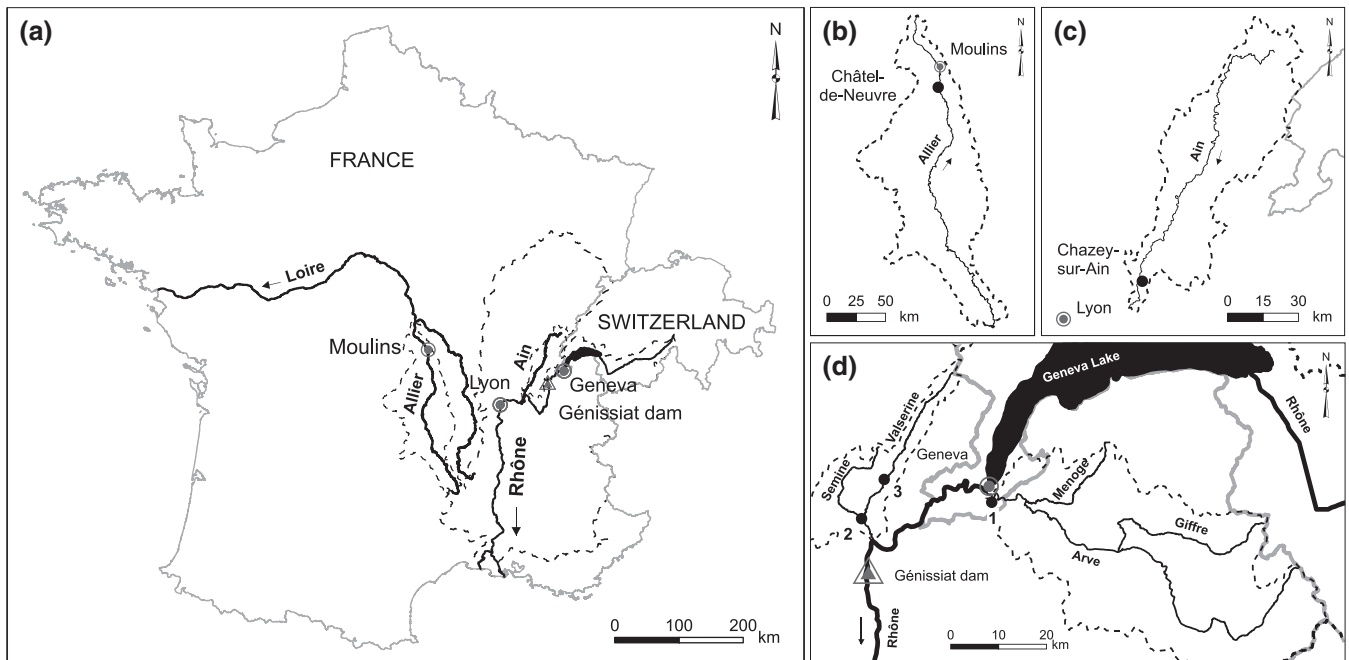 (a)
N
FRANCE
Loire
SWITZERLAND
Moulins
Ain
Lyon
Geneva
Allier
Génissiat dam
Rhône
0 100 200
km
(b)
N
Moulins
Châtel-
de-Neuvre
Allier
0 25 50
km
(c)
N
Ain
Chazey-
sur-Ain
Lyon
0 15 30
km
(d)
N
Geneva Lake
Rhône
Valserine
Geneva
Semine
Menoge
3
1
2
Giffre
Arve
Génissiat dam
Rhône
0 10 20
km